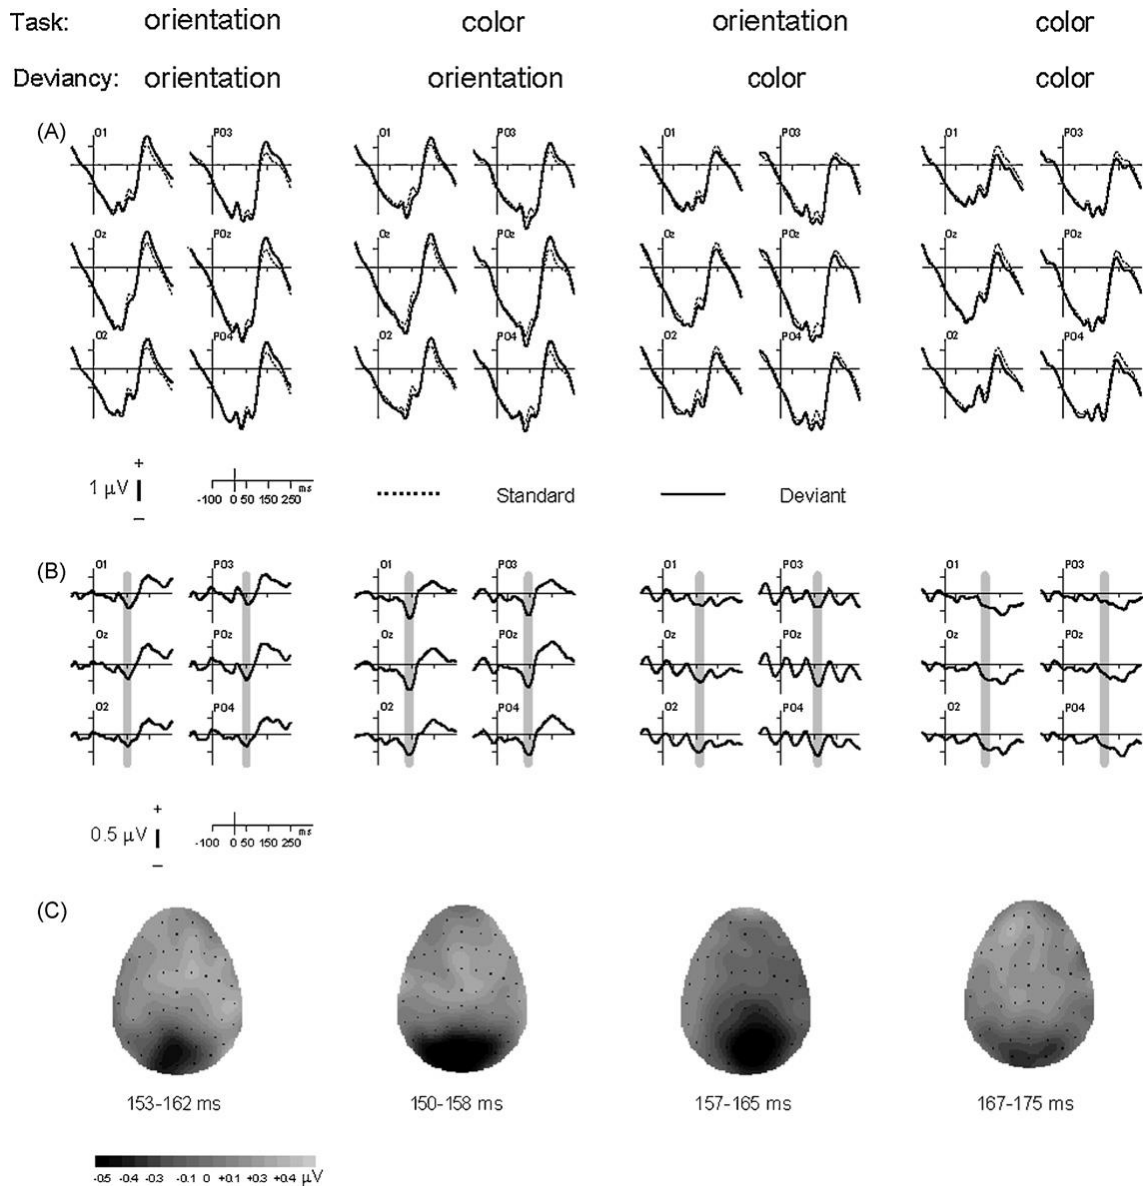 Task: orientation color orientation color
Deviancy: orientation orientation color color
(A)
O1 PO3 O1 PO3 O1 PO3 O1 PO3
Oz POz Oz POz Oz POz Oz POz
O2 PO4 O2 PO4 O2 PO4 O2 PO4
+
1 µV
ms
-100 0 50 150 250
Standard Deviant
−
(B)
O1 PO3 O1 PO3 O1 PO3 O1 PO3
Oz POz Oz POz Oz POz Oz POz
O2 PO4 O2 PO4 O2 PO4 O2 PO4
+
0.5 µV
ms
-100 0 50 150 250
−
(C)
153-162 ms 150-158 ms 157-165 ms 167-175 ms
-0.5 -0.4 -0.3 -0.1 0 +0.1 +0.3 +0.4 µV